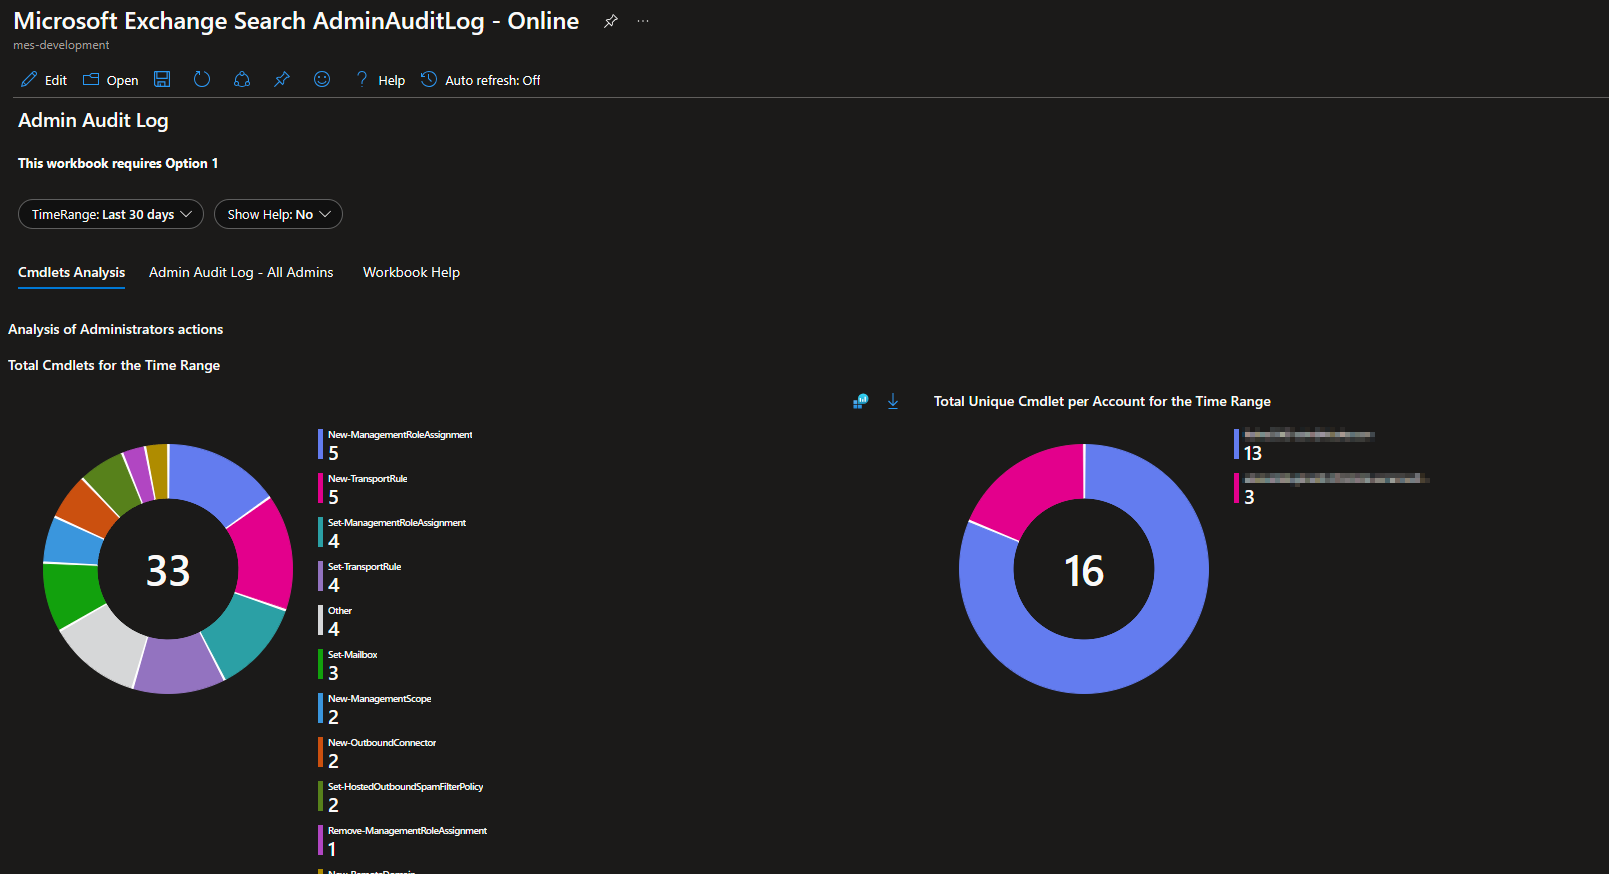 Microsoft Exchange Search AdminAuditLog - Online
mes-development
Edit Open Help Auto refresh: Off
Admin Audit Log
This workbook requires Option 1
TimeRange: Last 30 days Show Help: No
Cmdlets Analysis Admin Audit Log - All Admins Workbook Help
Analysis of Administrators actions
Total Cmdlets for the Time Range
33
New-ManagementRoleAssignment
5
New-TransportRule
5
Set-ManagementRoleAssignment
4
Set-TransportRule
4
Other
4
Set-Mailbox
3
New-ManagementScope
2
New-OutboundConnector
2
Set-HostedOutboundSpamFilterPolicy
2
Remove-ManagementRoleAssignment
1
New-RemoteDomain
Total Unique Cmdlet per Account for the Time Range
16
13
3